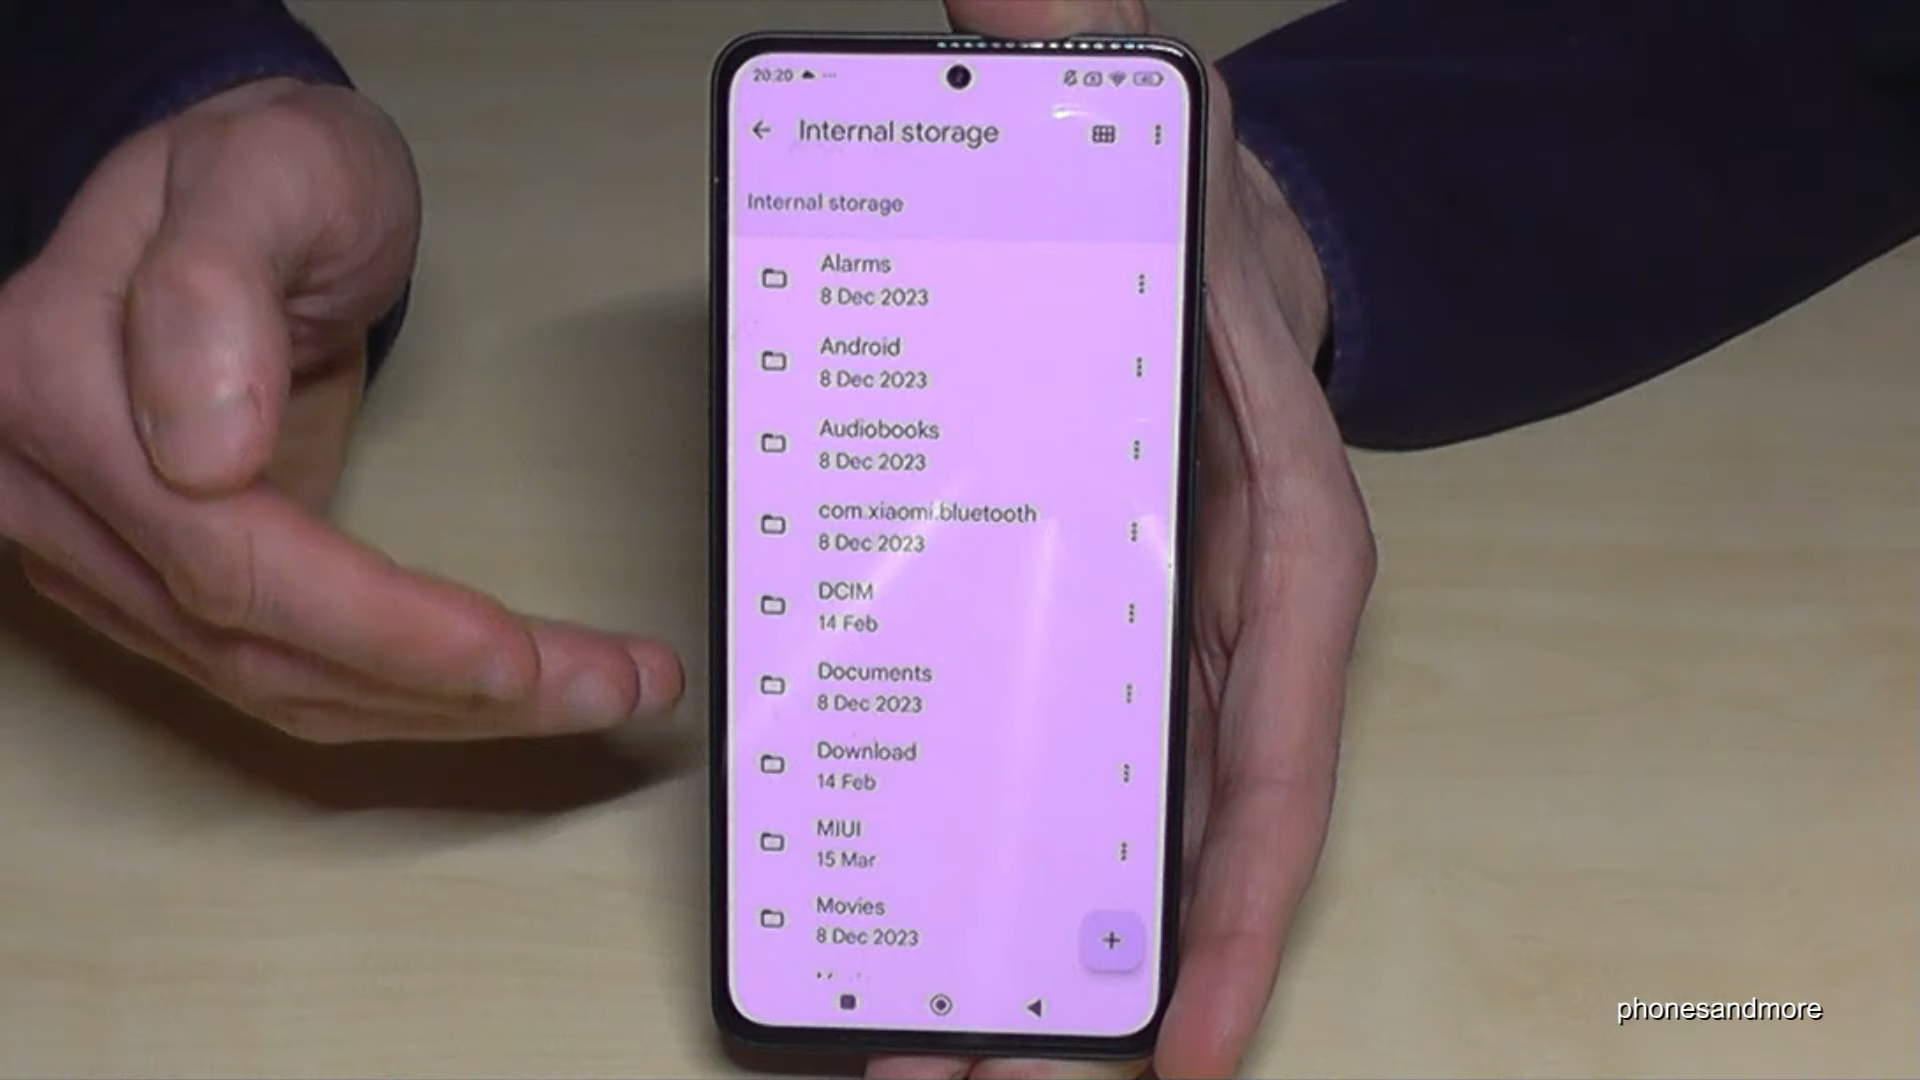 20:20
Internal storage
Internal storage
Alarms
8 Dec 2023
Android
8 Dec 2023
Audiobooks
8 Dec 2023
com.xiaomi.bluetooth
8 Dec 2023
DCIM
14 Feb
Documents
8 Dec 2023
Download
14 Feb
MIUI
15 Mar
Movies
8 Dec 2023
phonesandmore